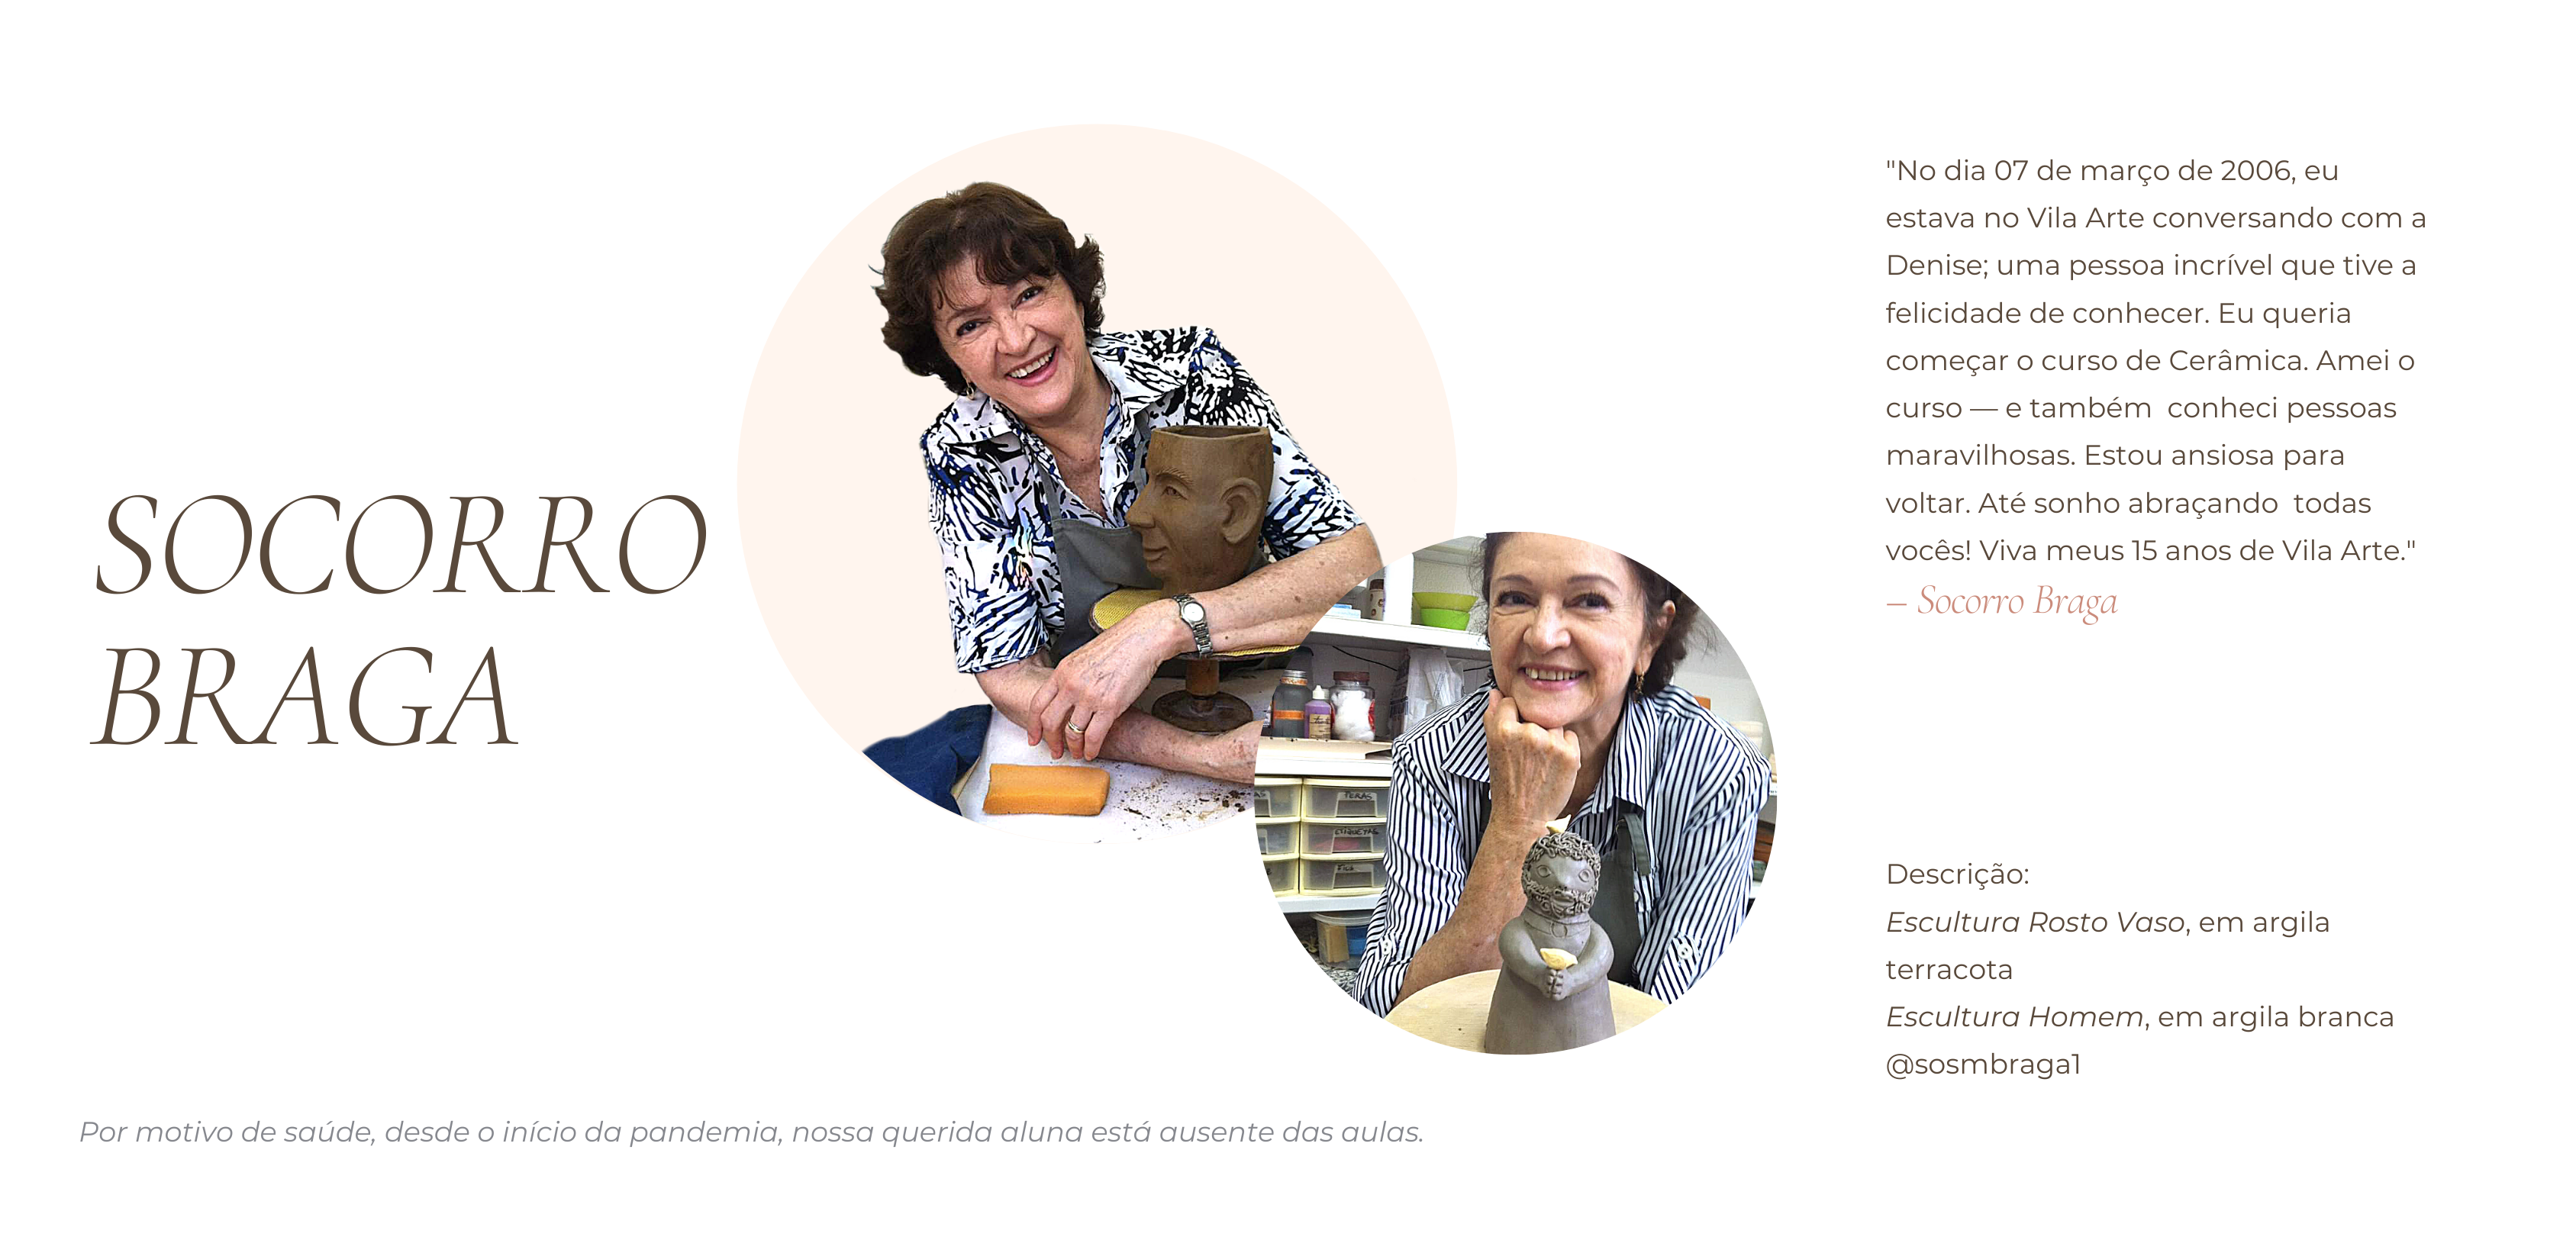 SOCORRO
BRAGA
"No dia 07 de março de 2006, eu
estava no Vila Arte conversando com a
Denise; uma pessoa incrível que tive a
felicidade de conhecer. Eu queria
começar o curso de Cerâmica. Amei o
curso — e também  conheci pessoas
maravilhosas. Estou ansiosa para
voltar. Até sonho abraçando  todas
vocês! Viva meus 15 anos de Vila Arte."
– Socorro Braga
PERAS
ETIQUETAS
Descrição:
Escultura Rosto Vaso, em argila
terracota
Escultura Homem, em argila branca
@sosmbraga1
Por motivo de saúde, desde o início da pandemia, nossa querida aluna está ausente das aulas.